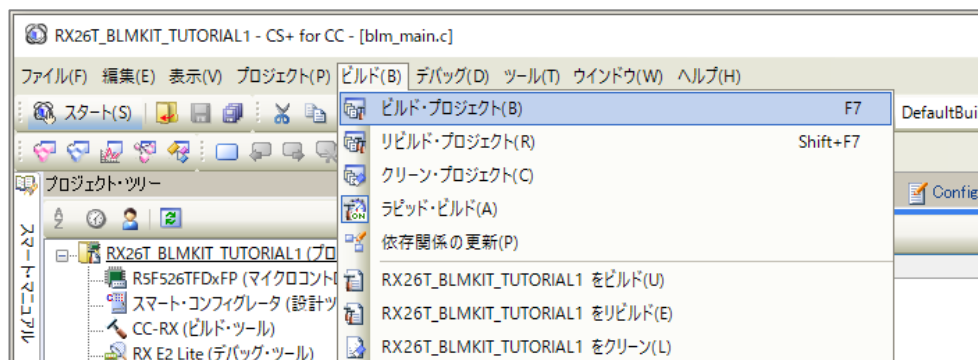 RX26T_BLMKIT_TUTORIAL1 - CS+ for CC - [blm_main.c]
ファイル(F) 編集(E) 表示(V) プロジェクト(P) ビルド(B) デバッグ(D) ツール(T) ウインドウ(W) ヘルプ(H)
スタート(S)
ビルド・プロジェクト(B) F7
DefaultBui
リビルド・プロジェクト(R) Shift+F7
プロジェクト・ツリー
クリーン・プロジェクト(C)
Config
ラピッド・ビルド(A)
依存関係の更新(P)
スマート・マニュアル
RX26T_BLMKIT_TUTORIAL1 (プロ
R5F526TFDxFP (マイクロコント
RX26T_BLMKIT_TUTORIAL1 をビルド(U)
スマート・コンフィグレータ (設計ツ
RX26T_BLMKIT_TUTORIAL1 をリビルド(E)
CC-RX (ビルド・ツール)
RX26T_BLMKIT_TUTORIAL1 をクリーン(L)
RX E2 Lite (デバッグ・ツール)